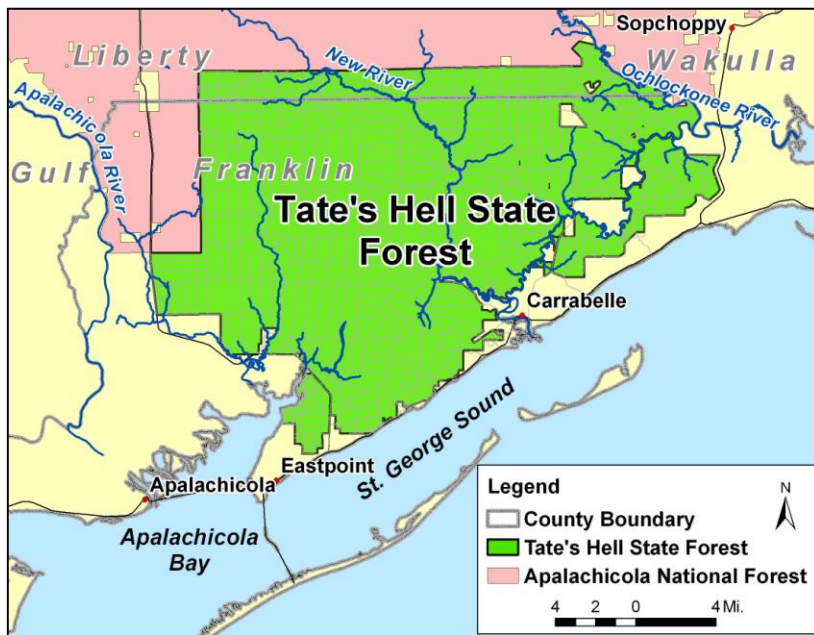 Sopchoppy
Liberty
Wakulla
New River
Ochlockonee River
Apalachicola River
Gulf
Franklin
Tate's Hell State
Forest
Carrabelle
St. George Sound
Eastpoint
Apalachicola
Apalachicola
Bay
Legend
N
County Boundary
Tate's Hell State Forest
Apalachicola National Forest
4 2 0 4 Mi.